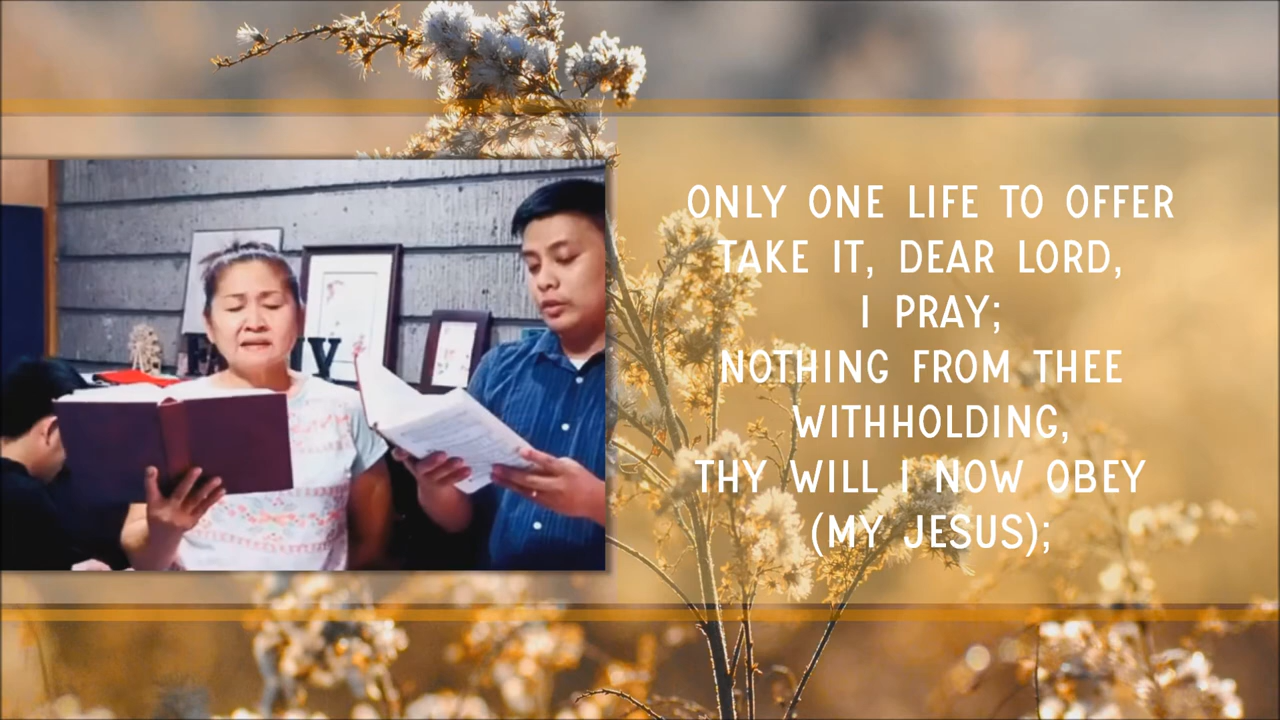 ONLY ONE LIFE TO OFFER
TAKE IT, DEAR LORD,
I PRAY;
NOTHING FROM THEE
WITHHOLDING,
THY WILL I NOW OBEY
(MY JESUS);